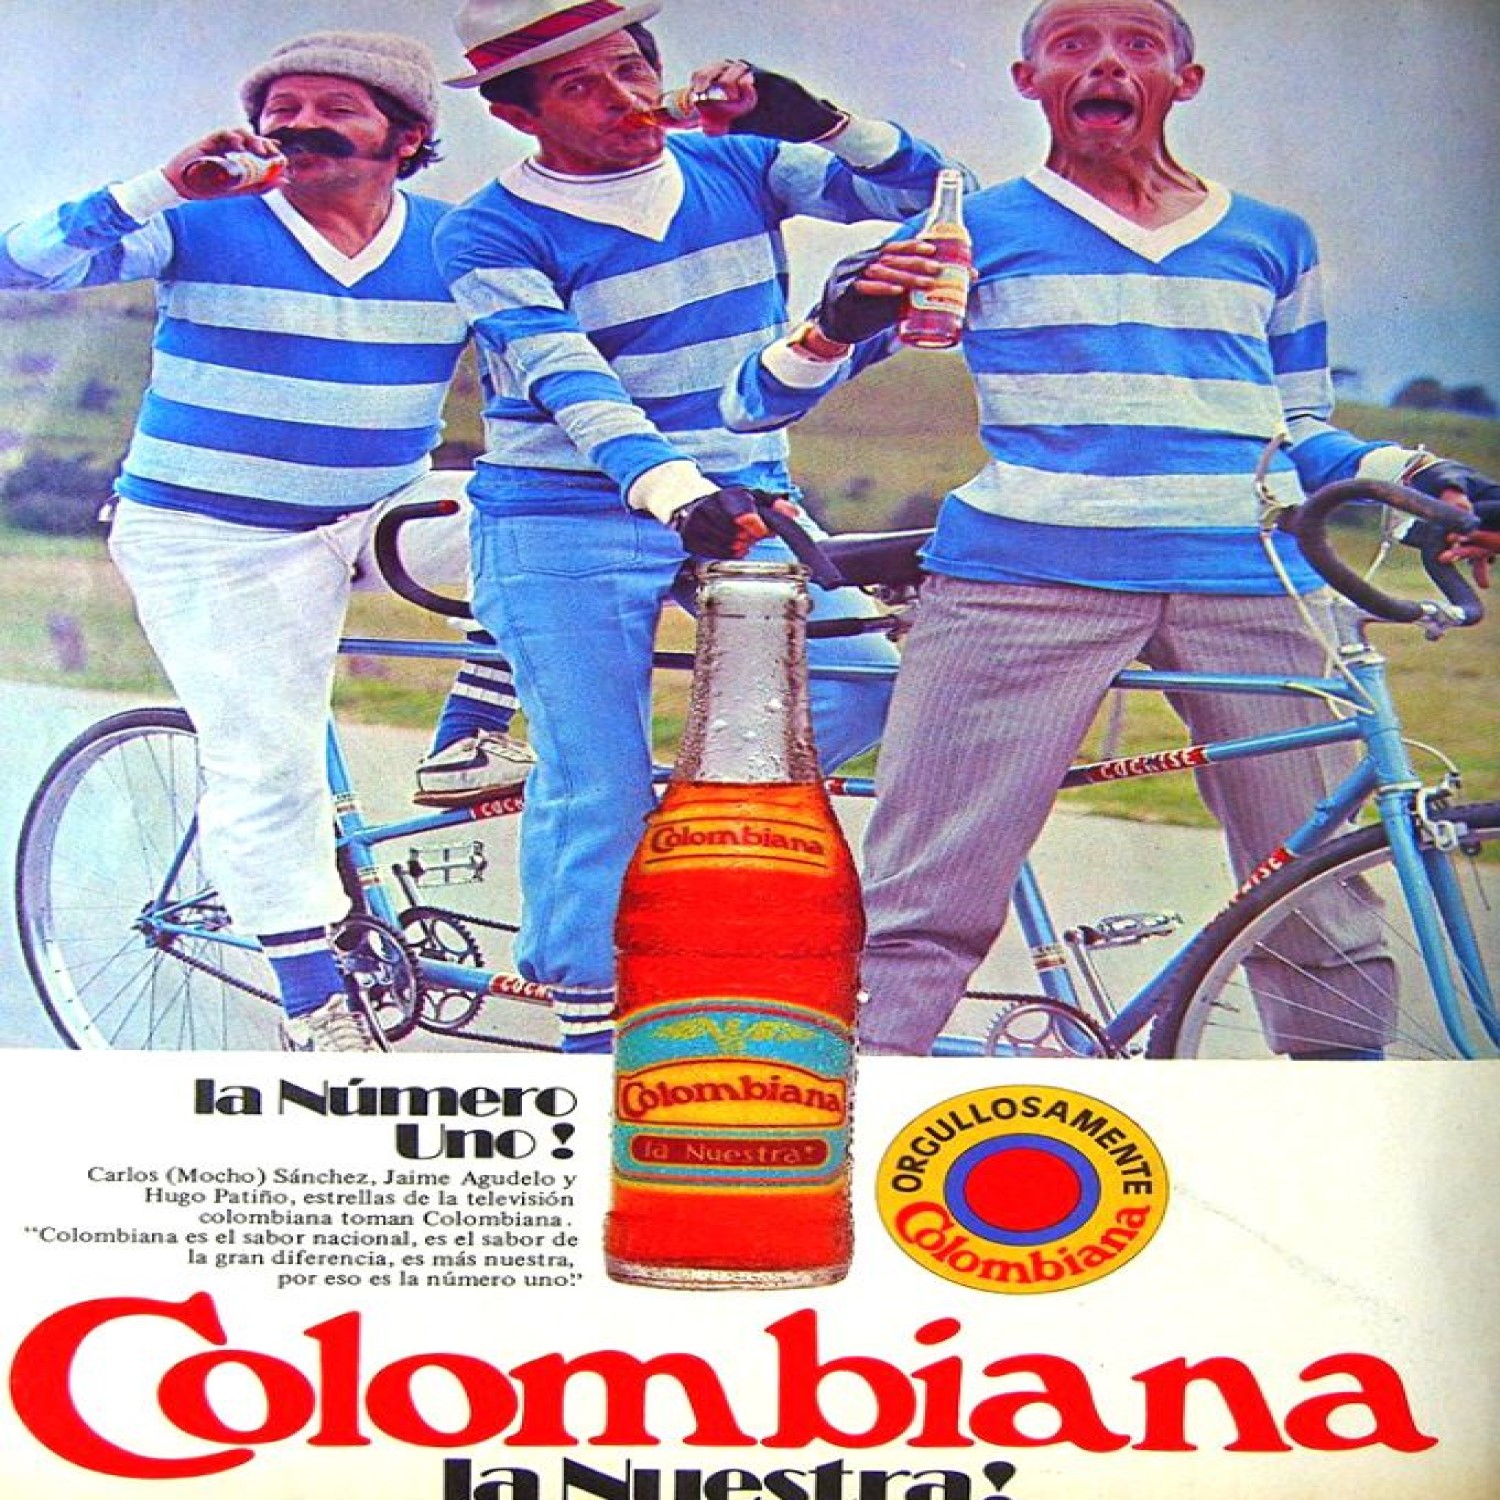 COCHISE
COCHISE
Colombiana
Colombiana
la Nuestra!
la Número
Uno!
Carlos (Mocho) Sánchez, Jaime Agudelo y
Hugo Patiño, estrellas de la televisión
colombiana toman Colombiana.
"Colombiana es el sabor nacional, es el sabor de
la gran diferencia, es más nuestra,
por eso es la número uno!"
ORGULLOSAMENTE
Colombiana
Colombiana
la Nuestra!